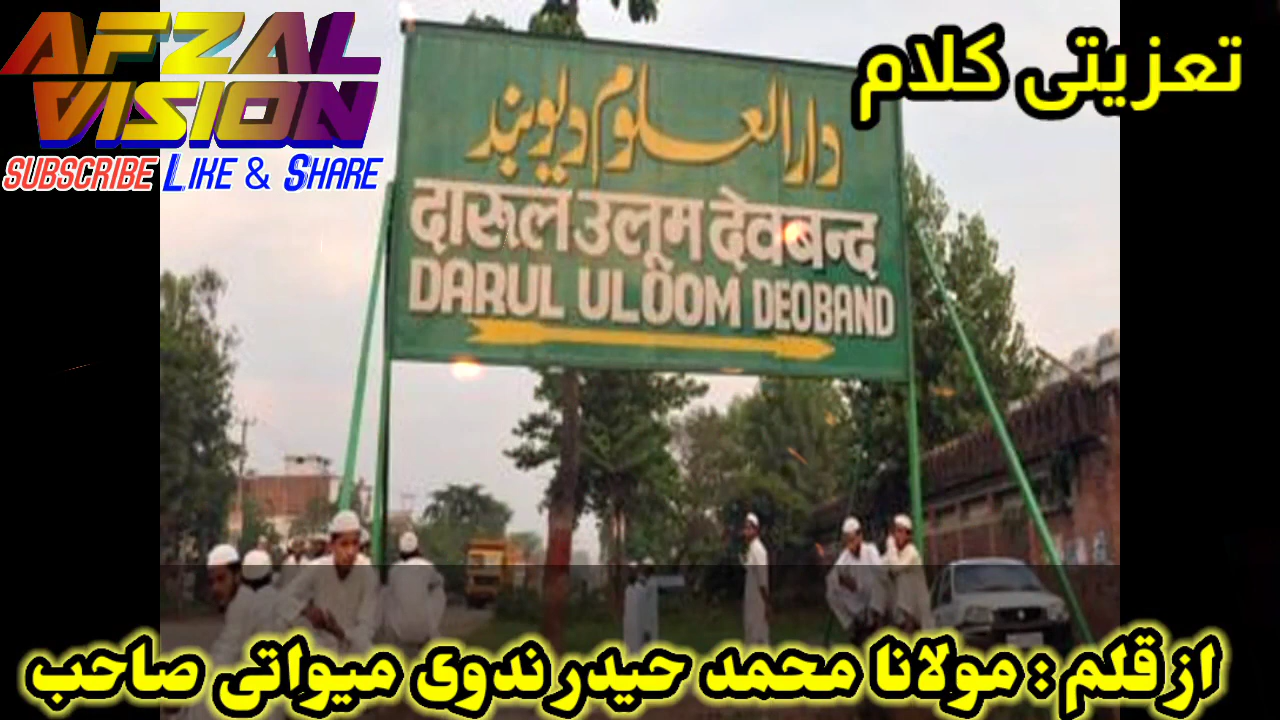 AFZAL
VISION
SUBSCRIBE LIKE & SHARE
تعزیتی کلام
دارالعلوم دیوبند
दारूल उलूम देवबन्द
DARUL ULOOM DEOBAND
ازقلم : مولانا محمد حیدر ندوی میواتی صاحب